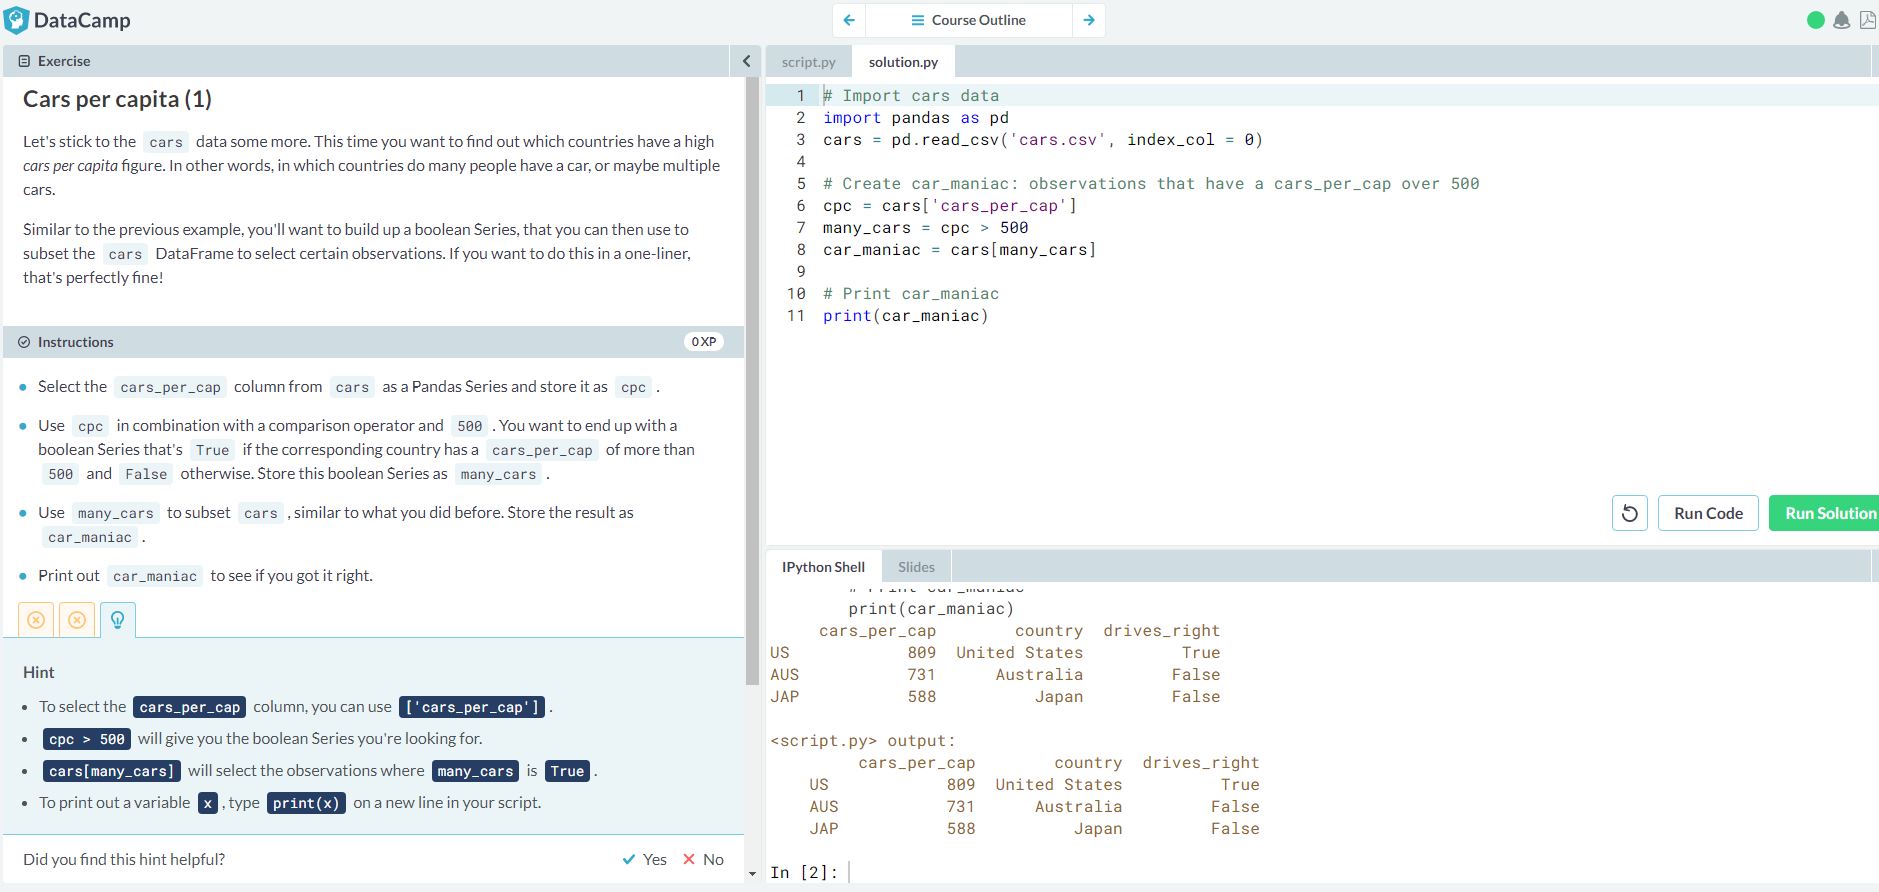 DataCamp
Course Outline
Exercise
Cars per capita (1)
Let's stick to the cars data some more. This time you want to find out which countries have a high
cars per capita figure. In other words, in which countries do many people have a car, or maybe multiple
cars.
Similar to the previous example, you'll want to build up a boolean Series, that you can then use to
subset the cars DataFrame to select certain observations. If you want to do this in a one-liner,
that's perfectly fine!
Instructions
0 XP
Select the cars_per_cap column from cars as a Pandas Series and store it as cpc .
Use cpc in combination with a comparison operator and 500 . You want to end up with a
boolean Series that's True if the corresponding country has a cars_per_cap of more than
500 and False otherwise. Store this boolean Series as many_cars .
Use many_cars to subset cars , similar to what you did before. Store the result as
car_maniac .
Print out car_maniac to see if you got it right.
Hint
To select the cars_per_cap column, you can use ['cars_per_cap'] .
cpc > 500 will give you the boolean Series you're looking for.
cars[many_cars] will select the observations where many_cars is True .
To print out a variable x , type print(x) on a new line in your script.
Did you find this hint helpful? Yes No
script.py solution.py
1 # Import cars data
2 import pandas as pd
3 cars = pd.read_csv('cars.csv', index_col = 0)
4
5 # Create car_maniac: observations that have a cars_per_cap over 500
6 cpc = cars['cars_per_cap']
7 many_cars = cpc > 500
8 car_maniac = cars[many_cars]
9
10 # Print car_maniac
11 print(car_maniac)
Run Code Run Solution
IPython Shell Slides
# Print car_maniac
print(car_maniac)
cars_per_cap country drives_right
US 809 United States True
AUS 731 Australia False
JAP 588 Japan False
<script.py> output:
cars_per_cap country drives_right
US 809 United States True
AUS 731 Australia False
JAP 588 Japan False
In [2]: